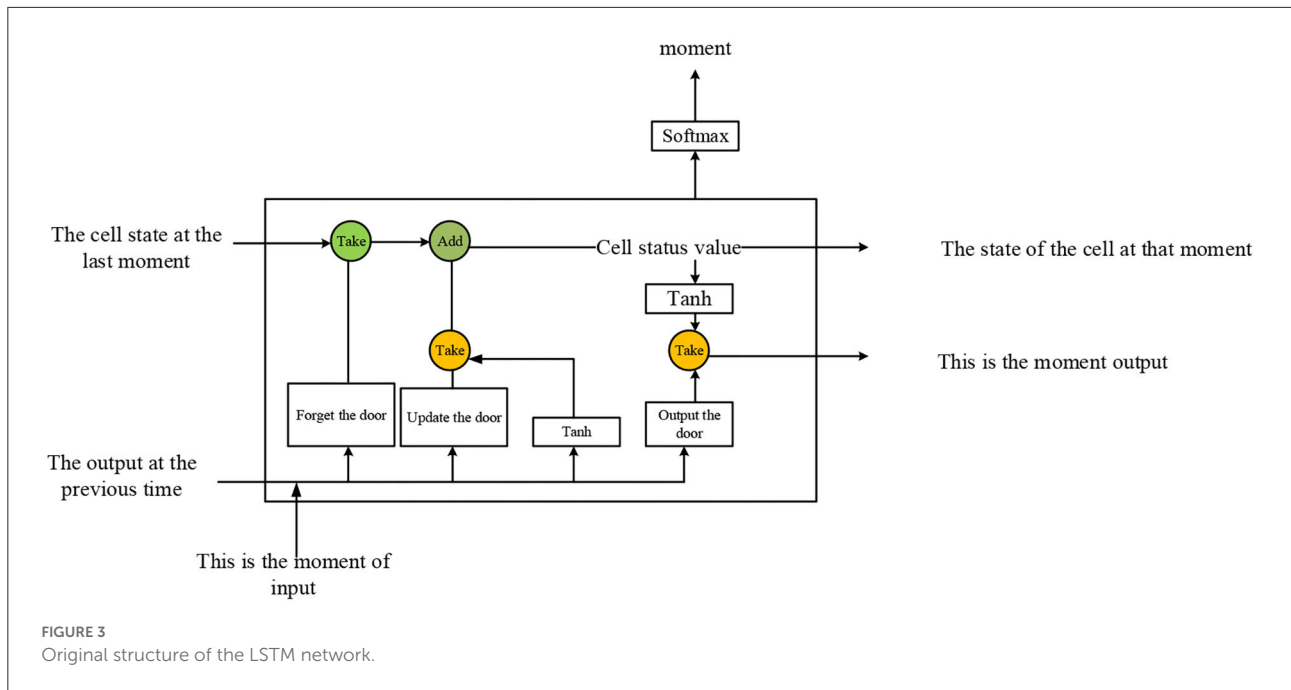 moment
Softmax
The cell state at the
last moment
Take
Add
Cell status value
The state of the cell at that moment
Tanh
Take
Take
This is the moment output
Forget the door
Update the door
Tanh
Output the
door
The output at the
previous time
This is the moment of
input
FIGURE 3
Original structure of the LSTM network.